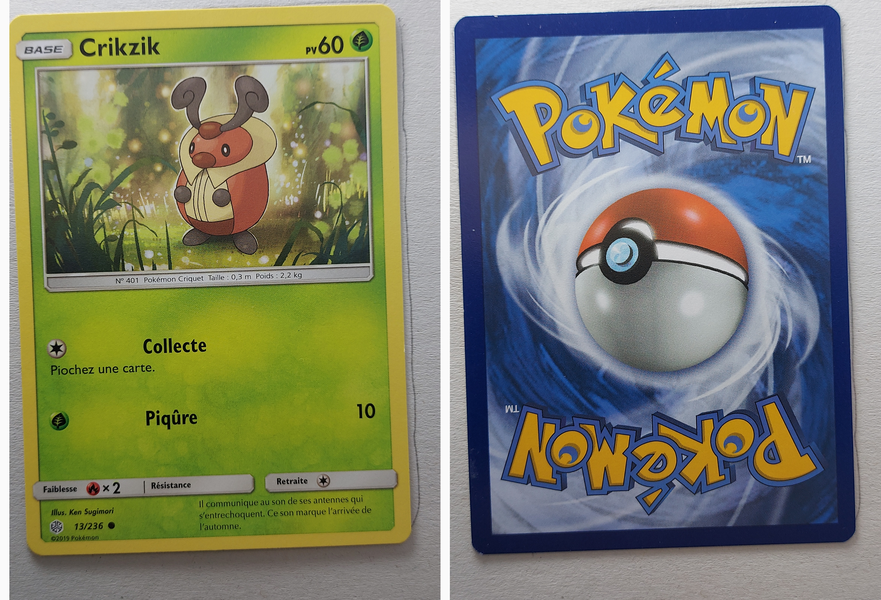 BASE Crikzik PV60
N° 401 Pokémon Criquet Taille : 0,3 m Poids : 2,2 kg
Collecte
Piochez une carte.
Piqûre 10
Faiblesse ×2 Résistance Retraite
Illus. Ken Sugimori
13/236
©2019 Pokémon
Il communique au son de ses antennes qui
s'entrechoquent. Ce son marque l'arrivée de
l'automne.
POKéMON
TM
POKéMON
TM